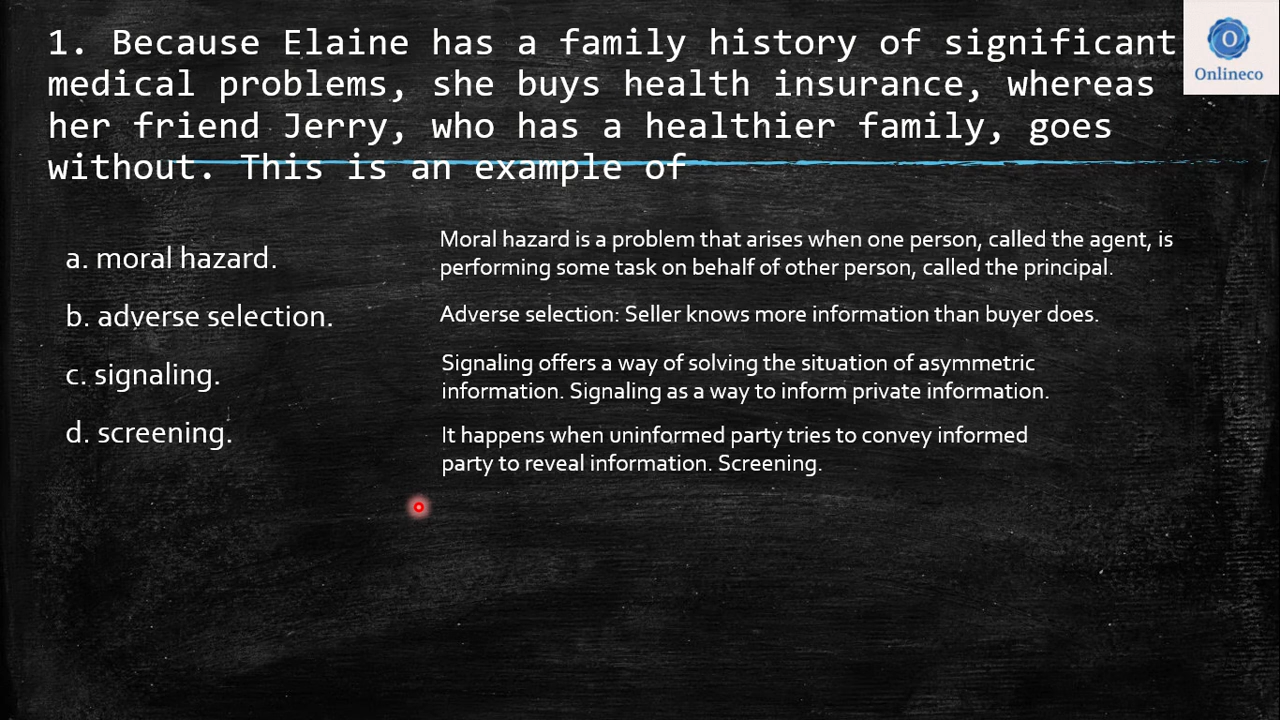 1. Because Elaine has a family history of significant
medical problems, she buys health insurance, whereas
her friend Jerry, who has a healthier family, goes
without. This is an example of
O
Onlineco
a. moral hazard.
Moral hazard is a problem that arises when one person, called the agent, is
performing some task on behalf of other person, called the principal.
b. adverse selection.
Adverse selection: Seller knows more information than buyer does.
c. signaling.
Signaling offers a way of solving the situation of asymmetric
information. Signaling as a way to inform private information.
d. screening.
It happens when uninformed party tries to convey informed
party to reveal information. Screening.